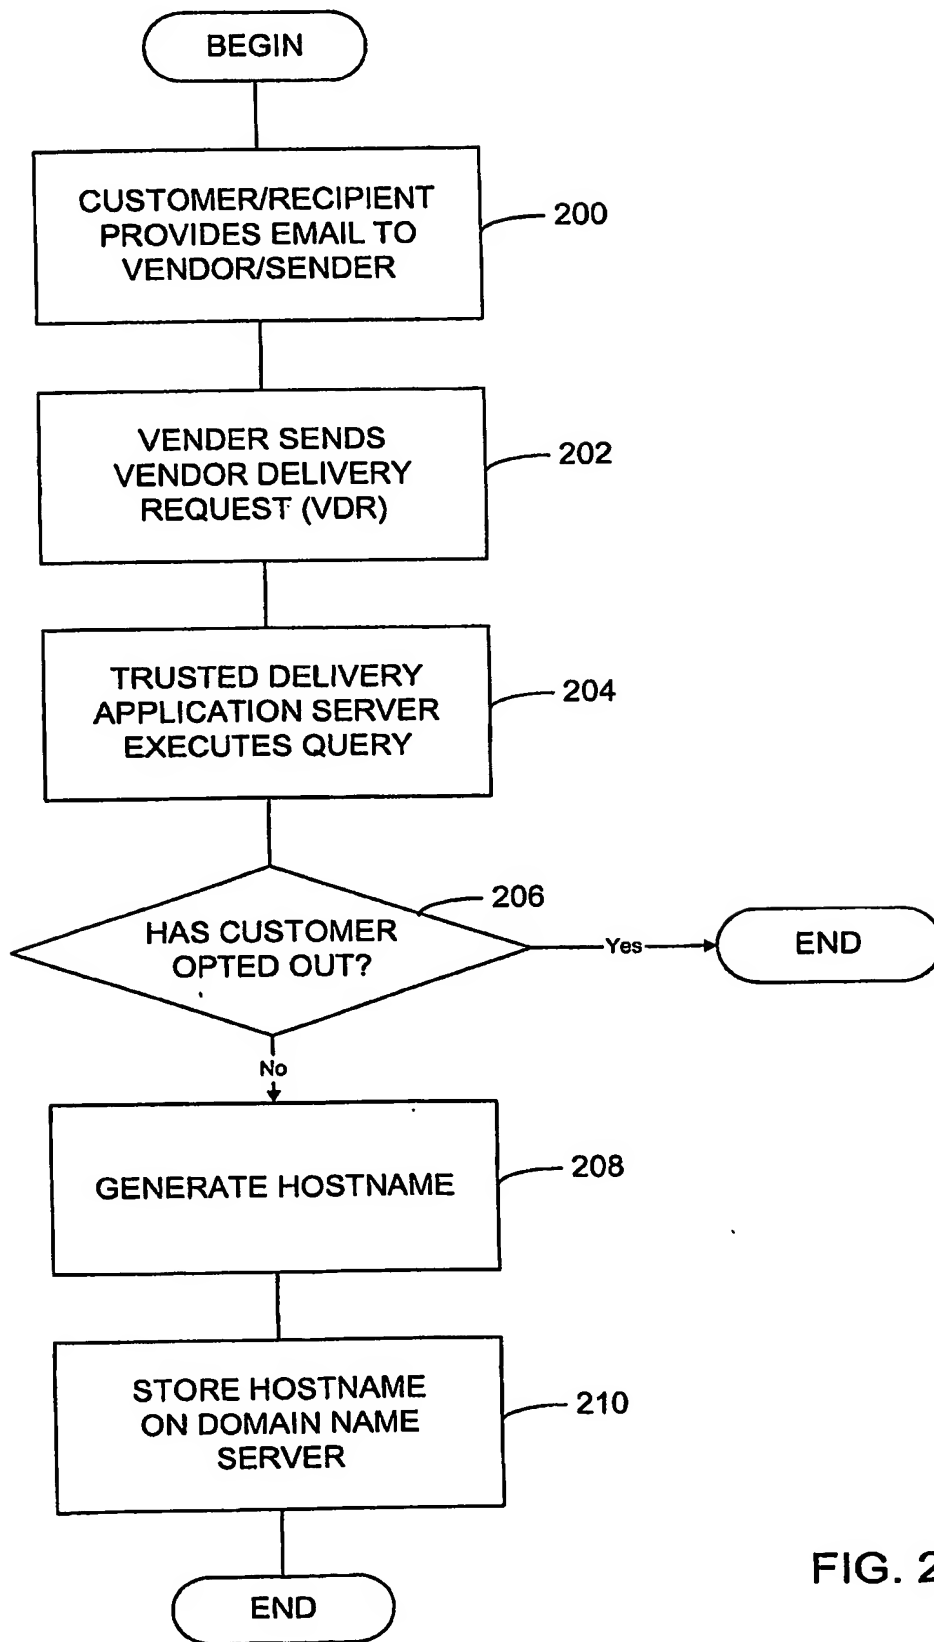 BEGIN
CUSTOMER/RECIPIENT
PROVIDES EMAIL TO
VENDOR/SENDER
200
VENDER SENDS
VENDOR DELIVERY
REQUEST (VDR)
202
TRUSTED DELIVERY
APPLICATION SERVER
EXECUTES QUERY
204
HAS CUSTOMER
OPTED OUT?
206
Yes
END
No
GENERATE HOSTNAME
208
STORE HOSTNAME
ON DOMAIN NAME
SERVER
210
END
FIG. 2